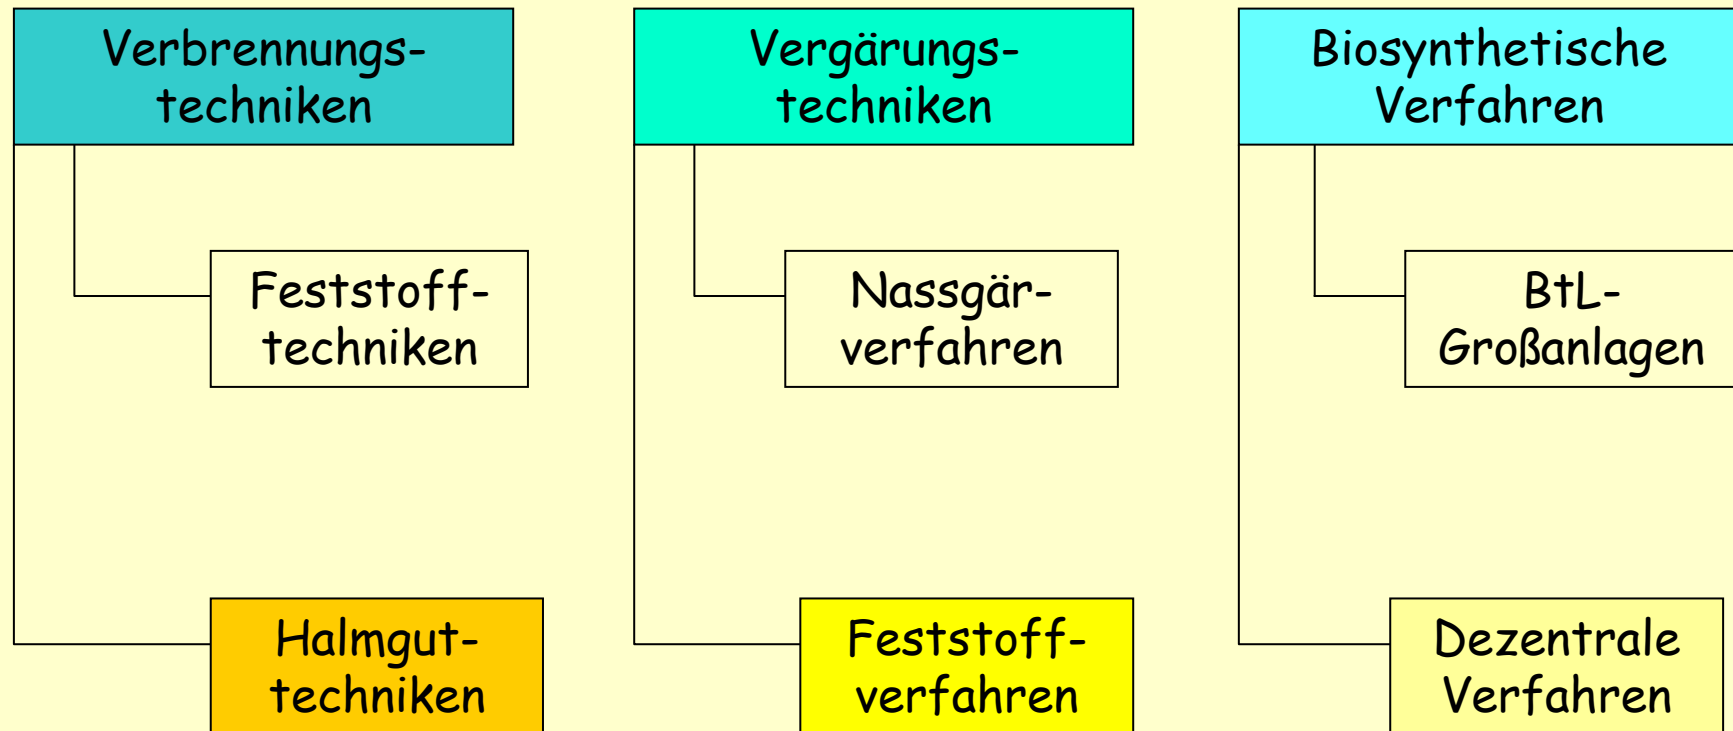 Verbrennungs-
techniken
Vergärungs-
techniken
Biosynthetische
Verfahren
Feststoff-
techniken
Nassgär-
verfahren
BtL-
Großanlagen
Halmgut-
techniken
Feststoff-
verfahren
Dezentrale
Verfahren